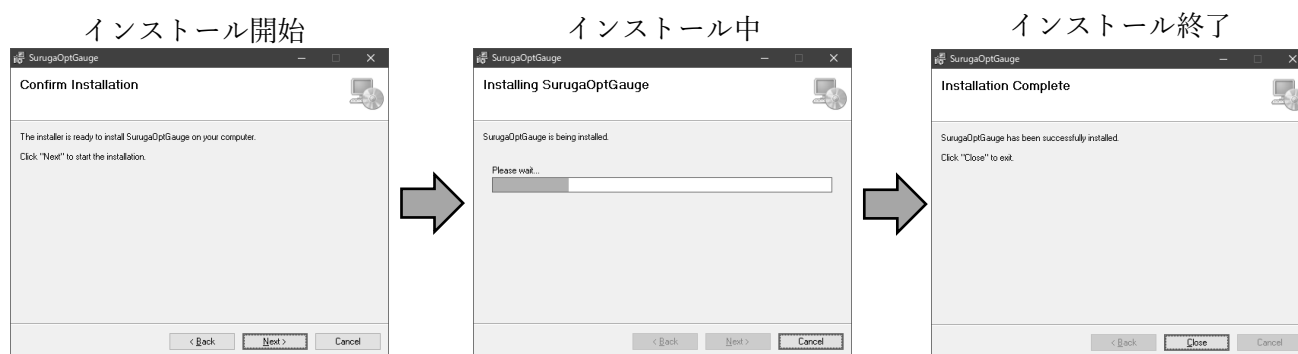 インストール開始
SurugaOptGauge
Confirm Installation
The installer is ready to install SurugaOptGauge on your computer.
Click "Next" to start the installation.
< Back
Next >
Cancel
インストール中
SurugaOptGauge
Installing SurugaOptGauge
SurugaOptGauge is being installed.
Please wait...
< Back
Next >
Cancel
インストール終了
SurugaOptGauge
Installation Complete
SurugaOptGauge has been successfully installed.
Click "Close" to exit.
< Back
Close
Cancel